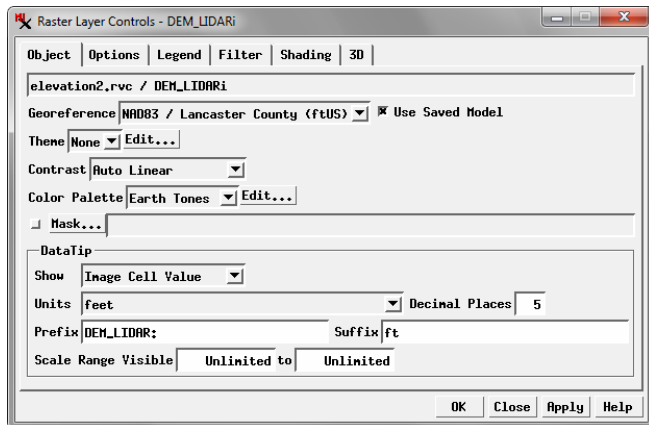 Raster Layer Controls - DEM_LIDARi
Object Options Legend Filter Shading 3D
elevation2.rvc / DEM_LIDARi
Georeference NAD83 / Lancaster County (ftUS) Use Saved Model
Theme None Edit...
Contrast Auto Linear
Color Palette Earth Tones Edit...
Mask...
DataTip
Show Image Cell Value
Units feet Decimal Places 5
Prefix DEM_LIDAR: Suffix ft
Scale Range Visible Unlimited to Unlimited
OK Close Apply Help